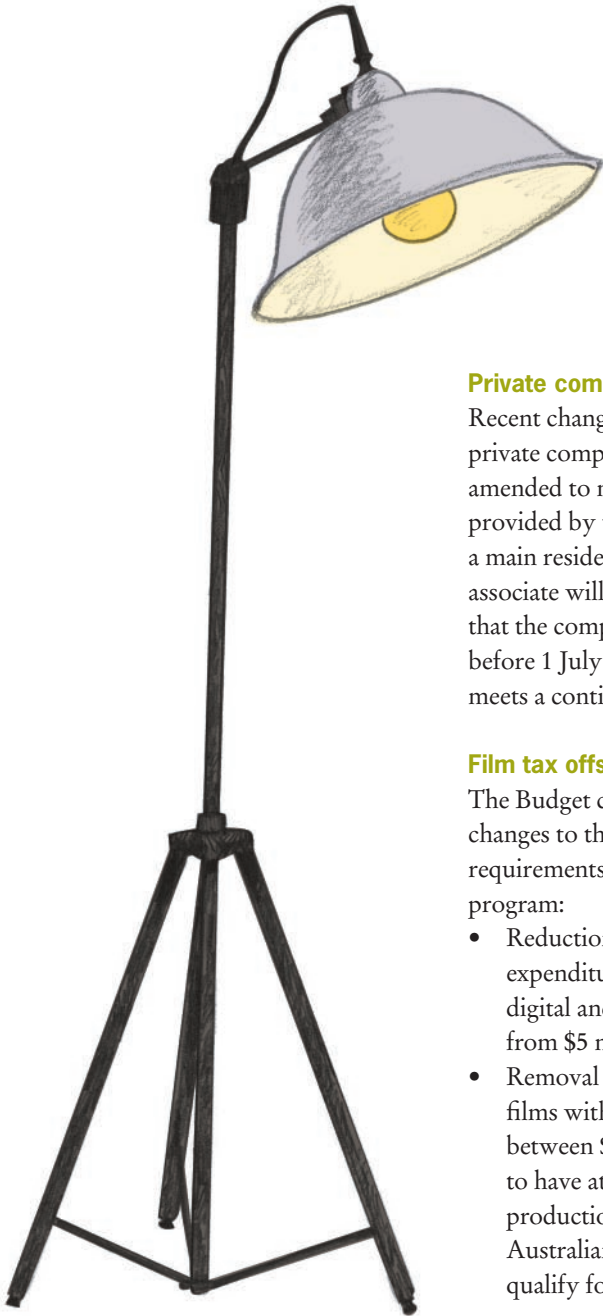 Private com
Recent chang
private comp
amended to
provided by
a main reside
associate will
that the comp
before 1 July
meets a conti
Film tax offs
The Budget c
changes to th
requirements
program:
• Reduction
expenditu
digital and
from $5
• Removal
films with
between $
to have at
productio
Australian
qualify fo